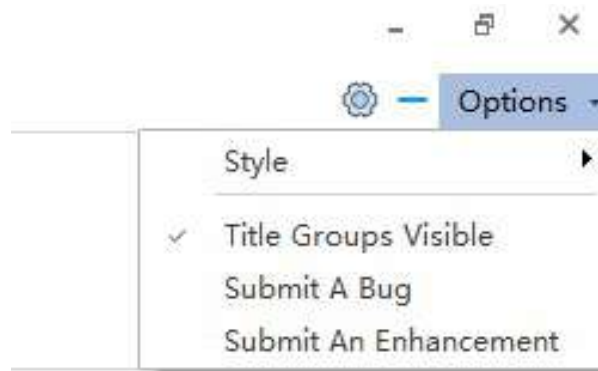 Options
Style
Title Groups Visible
Submit A Bug
Submit An Enhancement